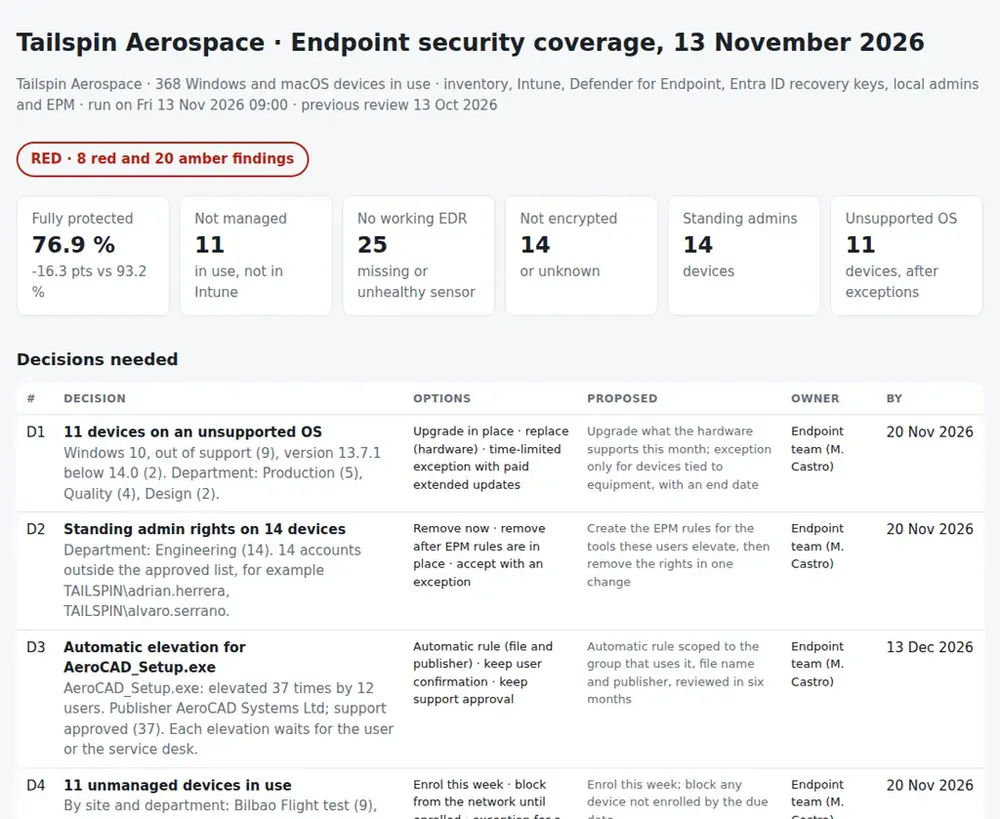 Tailspin Aerospace · Endpoint security coverage, 13 November 2026
Tailspin Aerospace · 368 Windows and macOS devices in use · inventory, Intune, Defender for Endpoint, Entra ID recovery keys, local admins
and EPM · run on Fri 13 Nov 2026 09:00 · previous review 13 Oct 2026
RED · 8 red and 20 amber findings
Fully protected
76.9 %
-16.3 pts vs 93.2
%
Not managed
11
in use, not in
Intune
No working EDR
25
missing or
unhealthy sensor
Not encrypted
14
or unknown
Standing admins
14
devices
Unsupported OS
11
devices, after
exceptions
Decisions needed
# DECISION OPTIONS PROPOSED OWNER BY
D1
11 devices on an unsupported OS
Windows 10, out of support (9), version 13.7.1
below 14.0 (2). Department: Production (5),
Quality (4), Design (2).
Upgrade in place · replace
(hardware) · time-limited
exception with paid
extended updates
Upgrade what the hardware
supports this month; exception
only for devices tied to
equipment, with an end date
Endpoint
team (M.
Castro)
20 Nov 2026
D2
Standing admin rights on 14 devices
Department: Engineering (14). 14 accounts
outside the approved list, for example
TAILSPIN\adrian.herrera,
TAILSPIN\alvaro.serrano.
Remove now · remove
after EPM rules are in
place · accept with an
exception
Create the EPM rules for the
tools these users elevate, then
remove the rights in one
change
Endpoint
team (M.
Castro)
20 Nov 2026
D3
Automatic elevation for
AeroCAD_Setup.exe
AeroCAD_Setup.exe: elevated 37 times by 12
users. Publisher AeroCAD Systems Ltd; support
approved (37). Each elevation waits for the user
or the service desk.
Automatic rule (file and
publisher) · keep user
confirmation · keep
support approval
Automatic rule scoped to the
group that uses it, file name
and publisher, reviewed in six
months
Endpoint
team (M.
Castro)
13 Dec 2026
D4
11 unmanaged devices in use
By site and department: Bilbao Flight test (9),
Enrol this week · block
from the network until
Enrol this week; block any
device not enrolled by the due
Endpoint
team (M.
20 Nov 2026